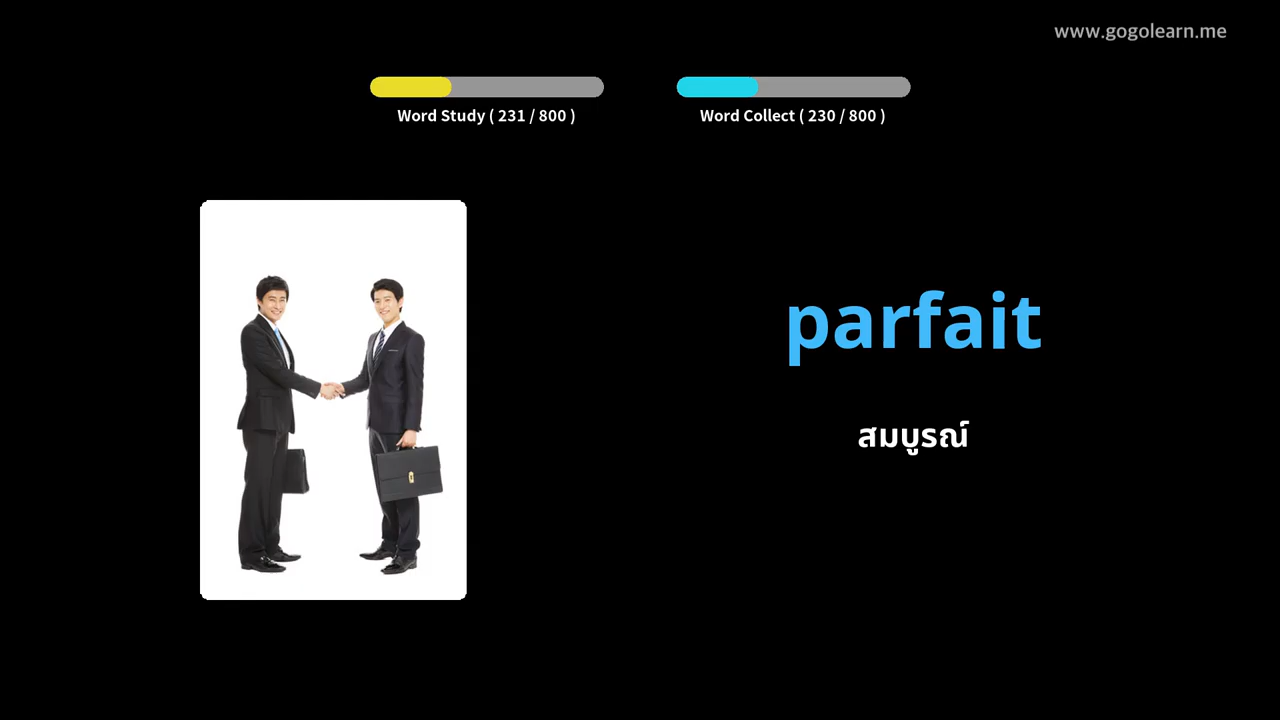 www.gogolearn.me
Word Study ( 231 / 800 )
Word Collect ( 230 / 800 )
parfait
สมบูรณ์